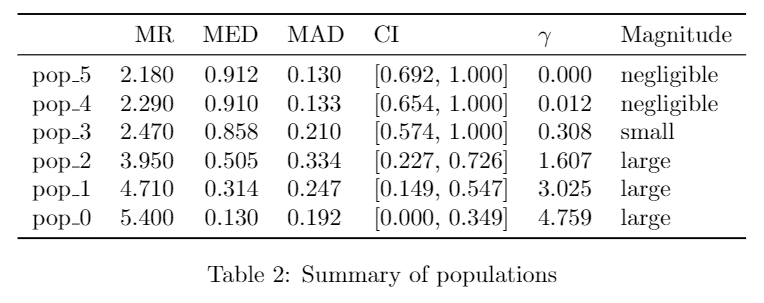 MR MED MAD CI γ Magnitude
pop_5 2.180 0.912 0.130 [0.692, 1.000] 0.000 negligible
pop_4 2.290 0.910 0.133 [0.654, 1.000] 0.012 negligible
pop_3 2.470 0.858 0.210 [0.574, 1.000] 0.308 small
pop_2 3.950 0.505 0.334 [0.227, 0.726] 1.607 large
pop_1 4.710 0.314 0.247 [0.149, 0.547] 3.025 large
pop_0 5.400 0.130 0.192 [0.000, 0.349] 4.759 large
Table 2: Summary of populations